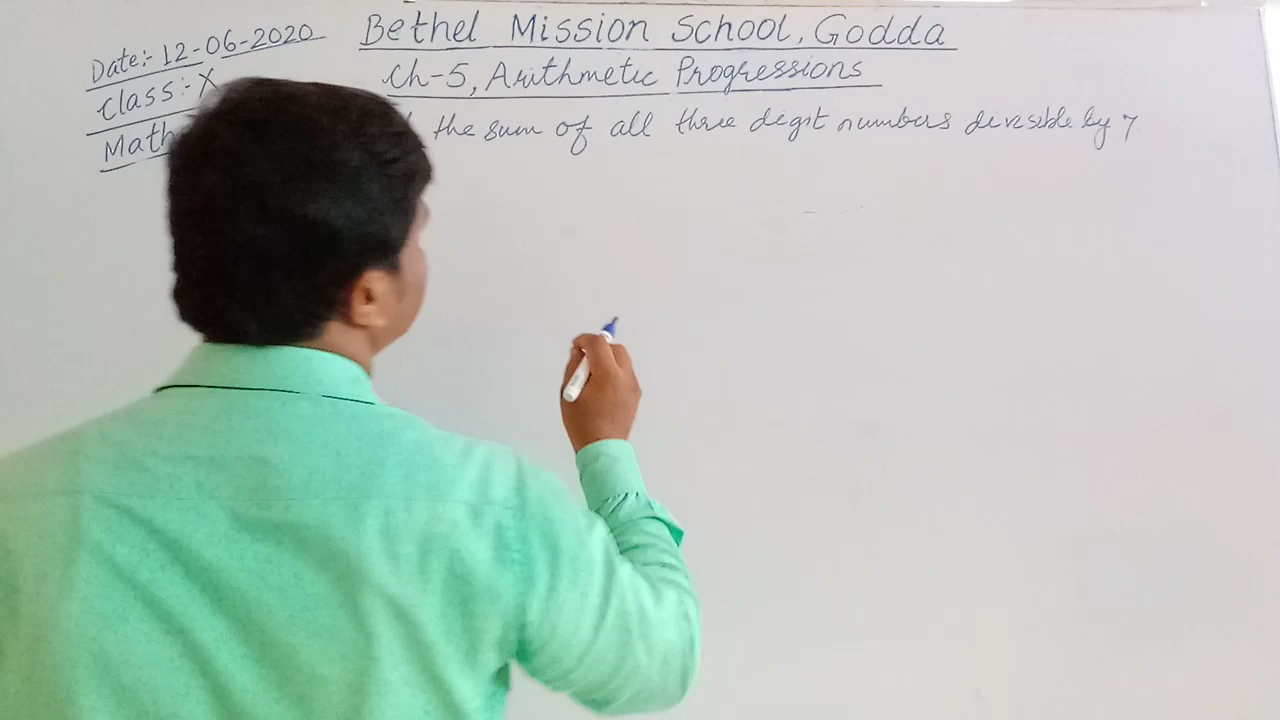 Date:- 12-06-2020
Bethel Mission School, Godda
Class:- X
Ch-5, Arithmetic Progressions
Math
the sum of all three digit numbers divisible by 7